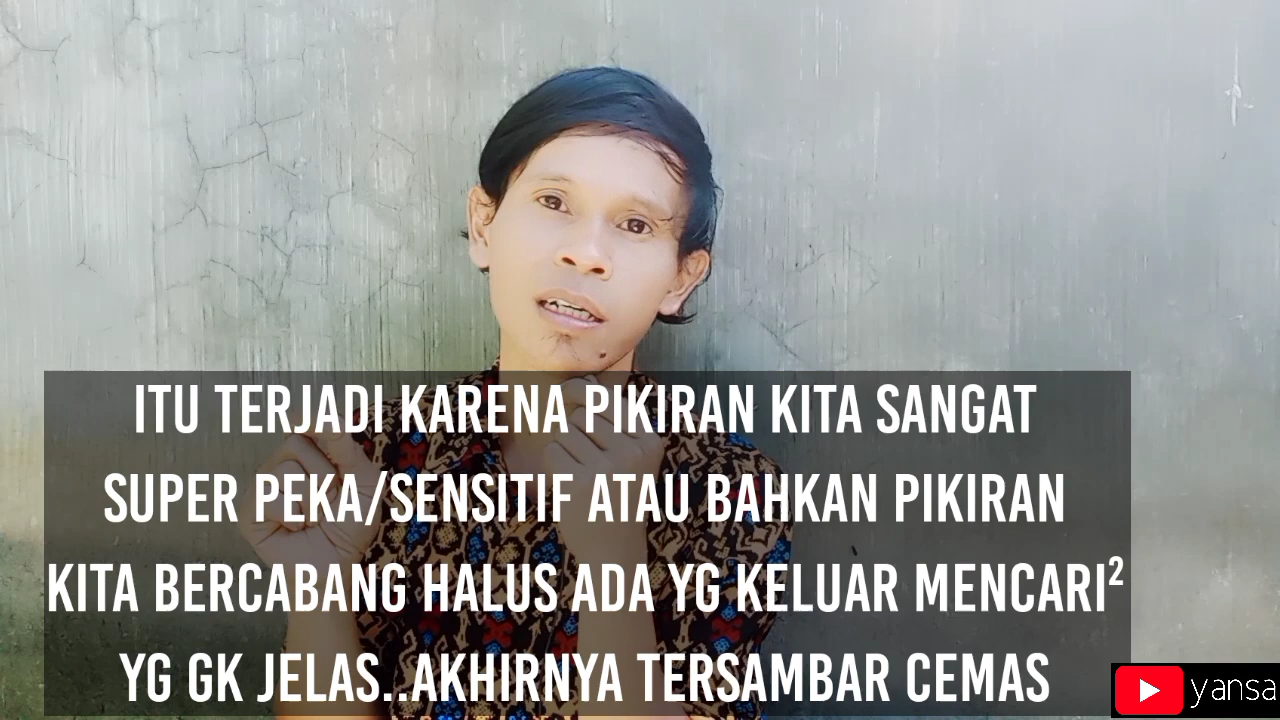 ITU TERJADI KARENA PIKIRAN KITA SANGAT
SUPER PEKA/SENSITIF ATAU BAHKAN PIKIRAN
KITA BERCABANG HALUS ADA YG KELUAR MENCARI²
YG GK JELAS..AKHIRNYA TERSAMBAR CEMAS
yansa